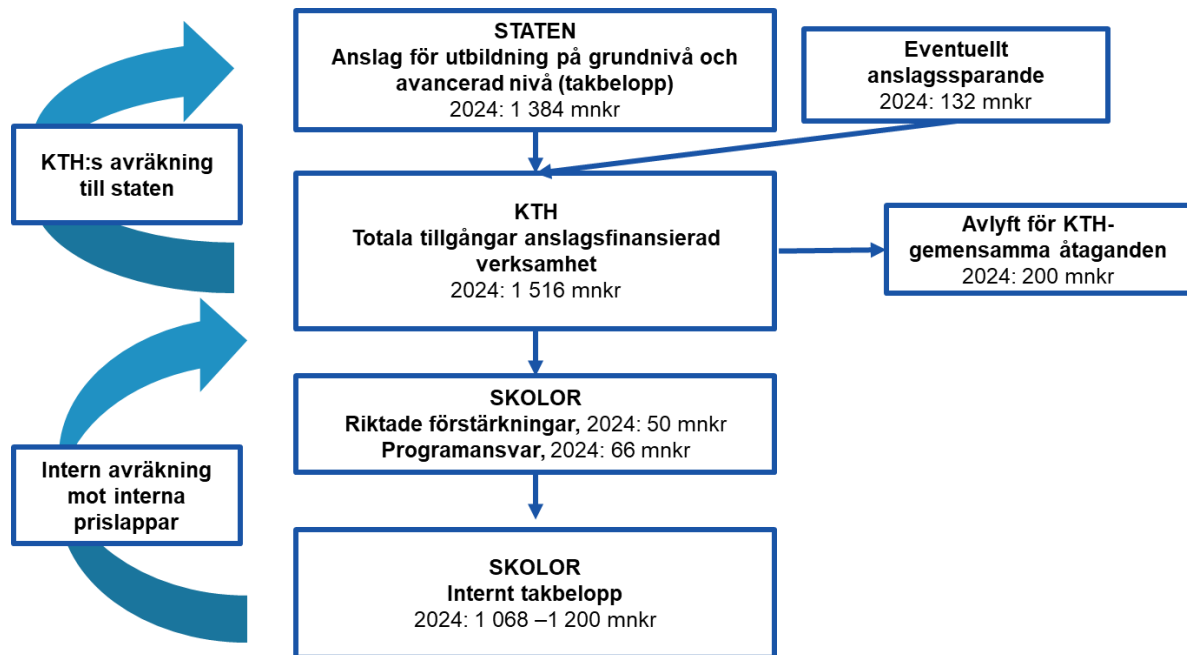 STATEN
Anslag för utbildning på grundnivå och
avancerad nivå (takbelopp)
2024: 1 384 mnkr
Eventuellt
anslagssparande
2024: 132 mnkr
KTH:s avräkning
till staten
KTH
Totala tillgångar anslagsfinansierad
verksamhet
2024: 1 516 mnkr
Avlyft för KTH-
gemensamma åtaganden
2024: 200 mnkr
SKOLOR
Riktade förstärkningar, 2024: 50 mnkr
Programansvar, 2024: 66 mnkr
Intern avräkning
mot interna
prislappar
SKOLOR
Internt takbelopp
2024: 1 068 –1 200 mnkr